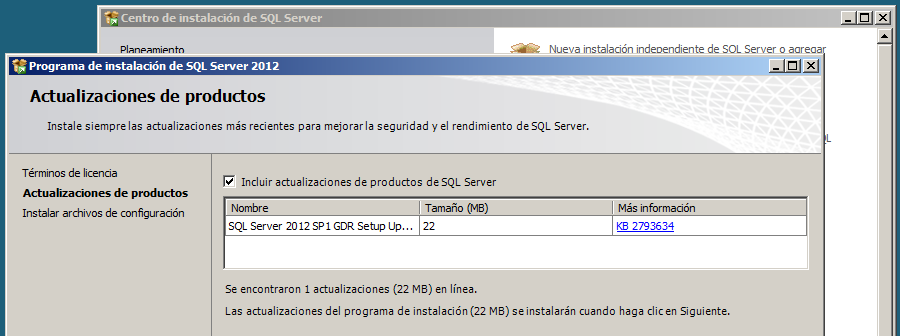 Centro de instalación de SQL Server
Planeamiento
Nueva instalación independiente de SQL Server o agregar
Programa de instalación de SQL Server 2012
Actualizaciones de productos
Instale siempre las actualizaciones más recientes para mejorar la seguridad y el rendimiento de SQL Server.
Términos de licencia
Actualizaciones de productos
Instalar archivos de configuración
Incluir actualizaciones de productos de SQL Server
Nombre Tamaño (MB) Más información
SQL Server 2012 SP1 GDR Setup Up... 22 KB 2793634
Se encontraron 1 actualizaciones (22 MB) en línea.
Las actualizaciones del programa de instalación (22 MB) se instalarán cuando haga clic en Siguiente.